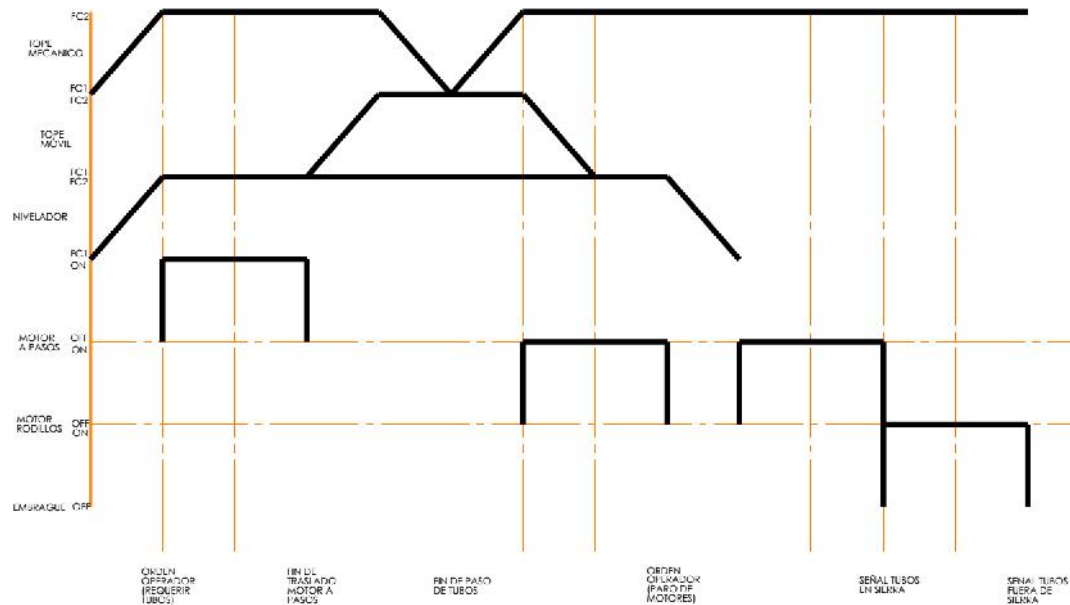 FC2
TOPE
MECANICO
FC1
FC2
TOPE
MÓVIL
FC1
FC2
NIVELADOR
FC1
ON
MOTOR
A PASOS
OFF
ON
MOTOR
RODILLOS
OFF
ON
EMBRAGUE
OFF
ORDEN
OPERADOR
(REQUERIR
TUBOS)
FIN DE
TRASLADO
MOTOR A
PASOS
FIN DE PASO
DE TUBOS
ORDEN
OPERADOR
(PARO DE
MOTORES)
SEÑAL TUBOS
EN SIERRA
SEÑAL TUBOS
FUERA DE
SIERRA